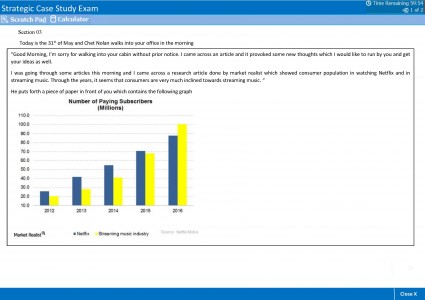 Time Remaining 59:54
Strategic Case Study Exam
1 of 2
Scratch Pad Calculator
Section 03
Today is the 31st of May and Chet Nolan walks into your office in the morning
"Good Morning, I'm sorry for walking into your cabin without prior notice. I came across an article and it provoked some new thoughts which I would like to run by you and get
your ideas as well.
I was going through some articles this morning and I came across a research article done by market realist which showed consumer population in watching Netflix and in
streaming music. Through the years, it seems that consumers are very much inclined towards streaming music. "
He puts forth a piece of paper in front of you which contains the following graph
Number of Paying Subscribers
(Millions)
110.0
100.0
90.0
80.0
70.0
60.0
50.0
40.0
30.0
20.0
10.0
2012 2013 2014 2015 2016
Market Realist Netflix Streaming music industry Source:
Close X